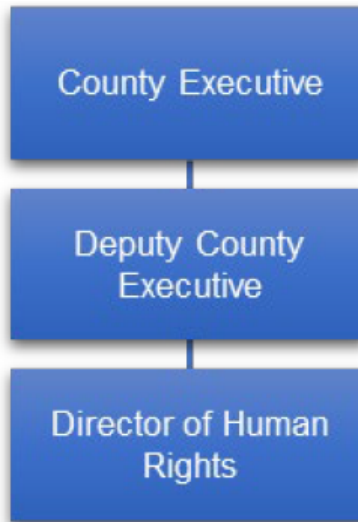 County Executive
Deputy County
Executive
Director of Human
Rights